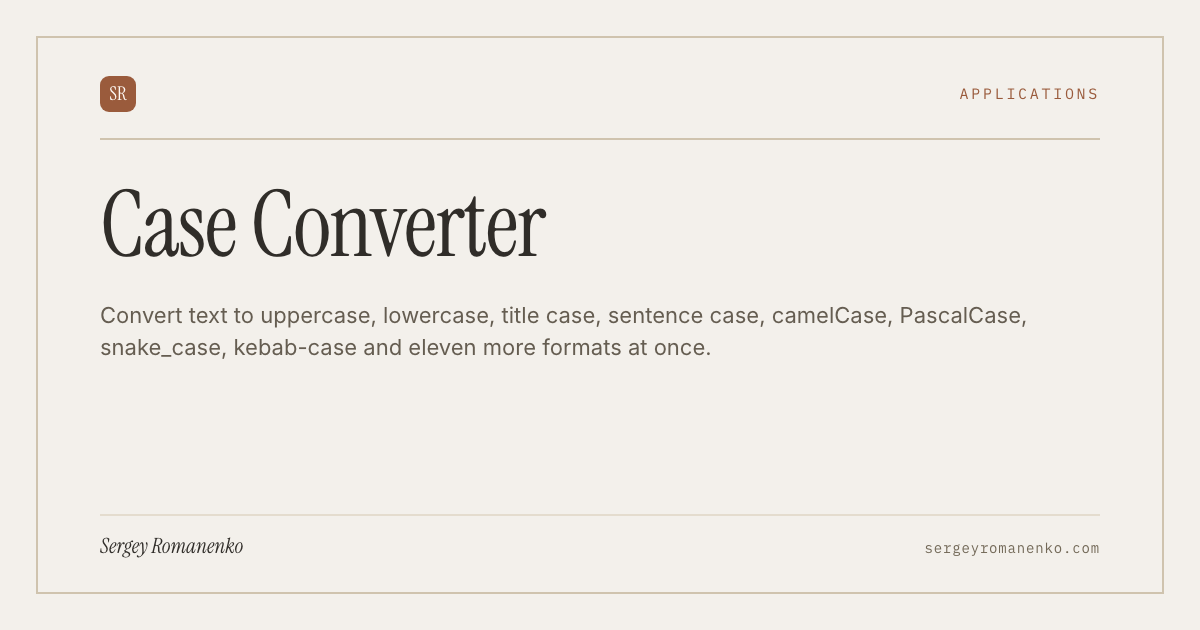 SR
APPLICATIONS
Case Converter
Convert text to uppercase, lowercase, title case, sentence case, camelCase, PascalCase,
snake_case, kebab-case and eleven more formats at once.
Sergey Romanenko
sergeyromanenko.com